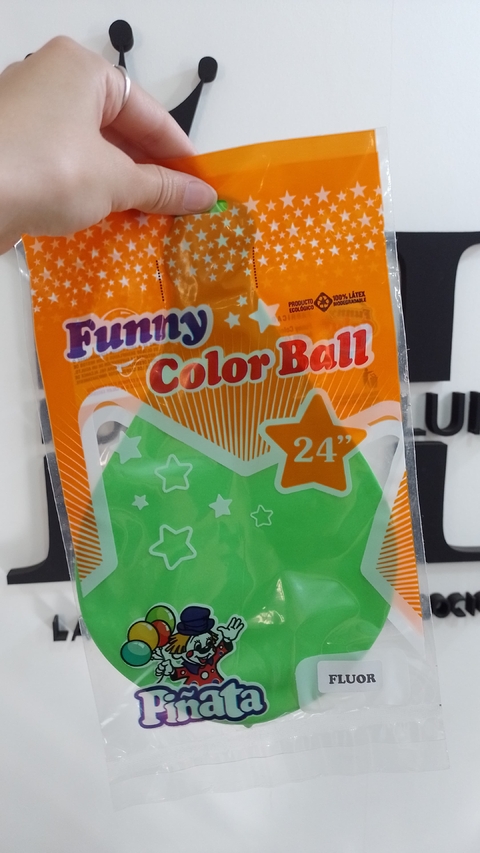 PRODUCTO
ECOLÓGICO
100% LÁTEX
BIODEGRADABLE
Funny
Color Ball
24”
Piñata
FLUOR